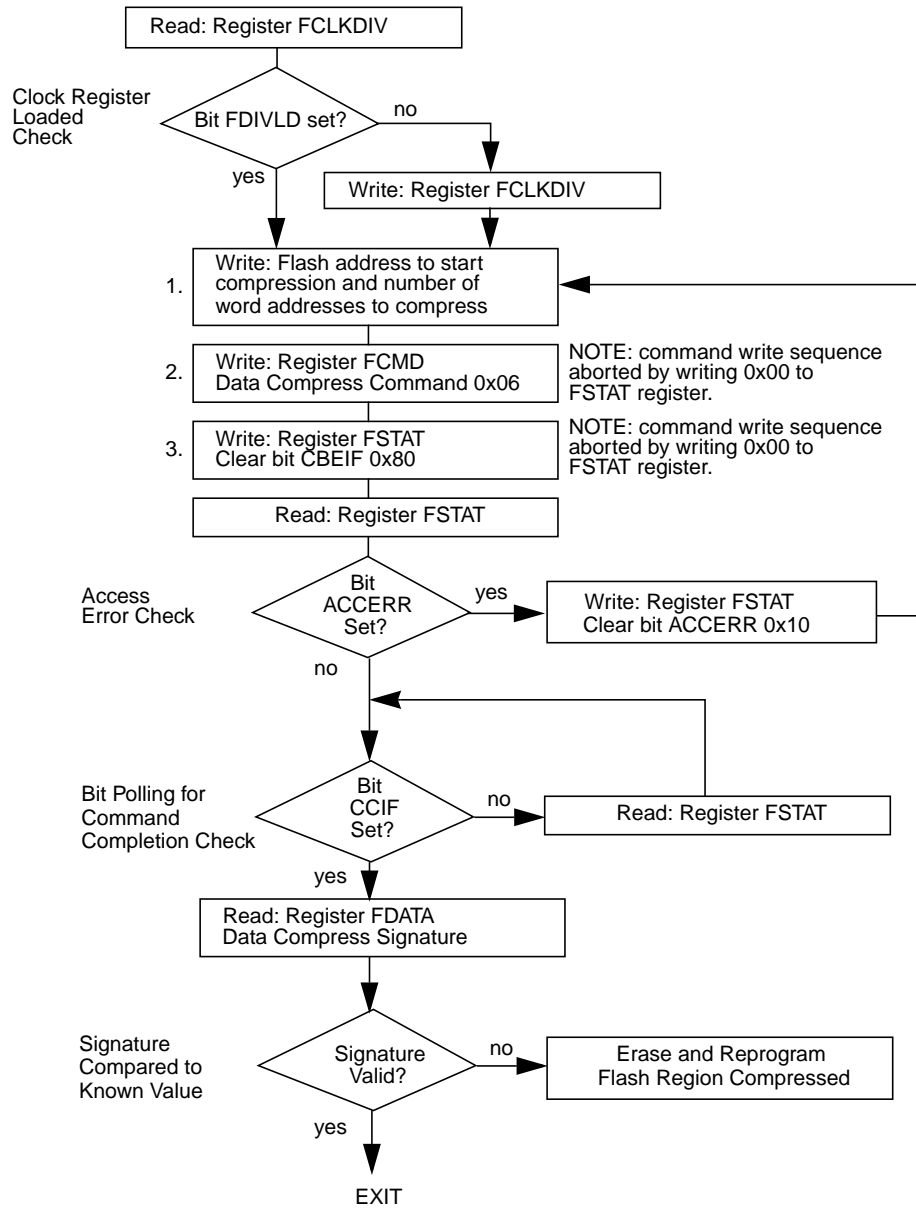 Read: Register FCLKDIV
Clock Register
Loaded
Check
Bit FDIVLD set?
no
yes
Write: Register FCLKDIV
1.
Write: Flash address to start
compression and number of
word addresses to compress
2.
Write: Register FCMD
Data Compress Command 0x06
NOTE: command write sequence
aborted by writing 0x00 to
FSTAT register.
3.
Write: Register FSTAT
Clear bit CBEIF 0x80
NOTE: command write sequence
aborted by writing 0x00 to
FSTAT register.
Read: Register FSTAT
Access
Error Check
Bit
ACCERR
Set?
yes
Write: Register FSTAT
Clear bit ACCERR 0x10
no
Bit Polling for
Command
Completion Check
Bit
CCIF
Set?
no
Read: Register FSTAT
yes
Read: Register FDATA
Data Compress Signature
Signature
Compared to
Known Value
Signature
Valid?
no
Erase and Reprogram
Flash Region Compressed
yes
EXIT